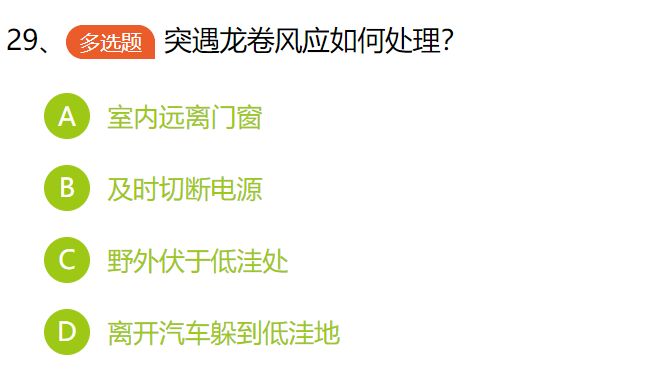 29、多选题 突遇龙卷风应如何处理?
A 室内远离门窗
B 及时切断电源
C 野外伏于低洼处
D 离开汽车躲到低洼地